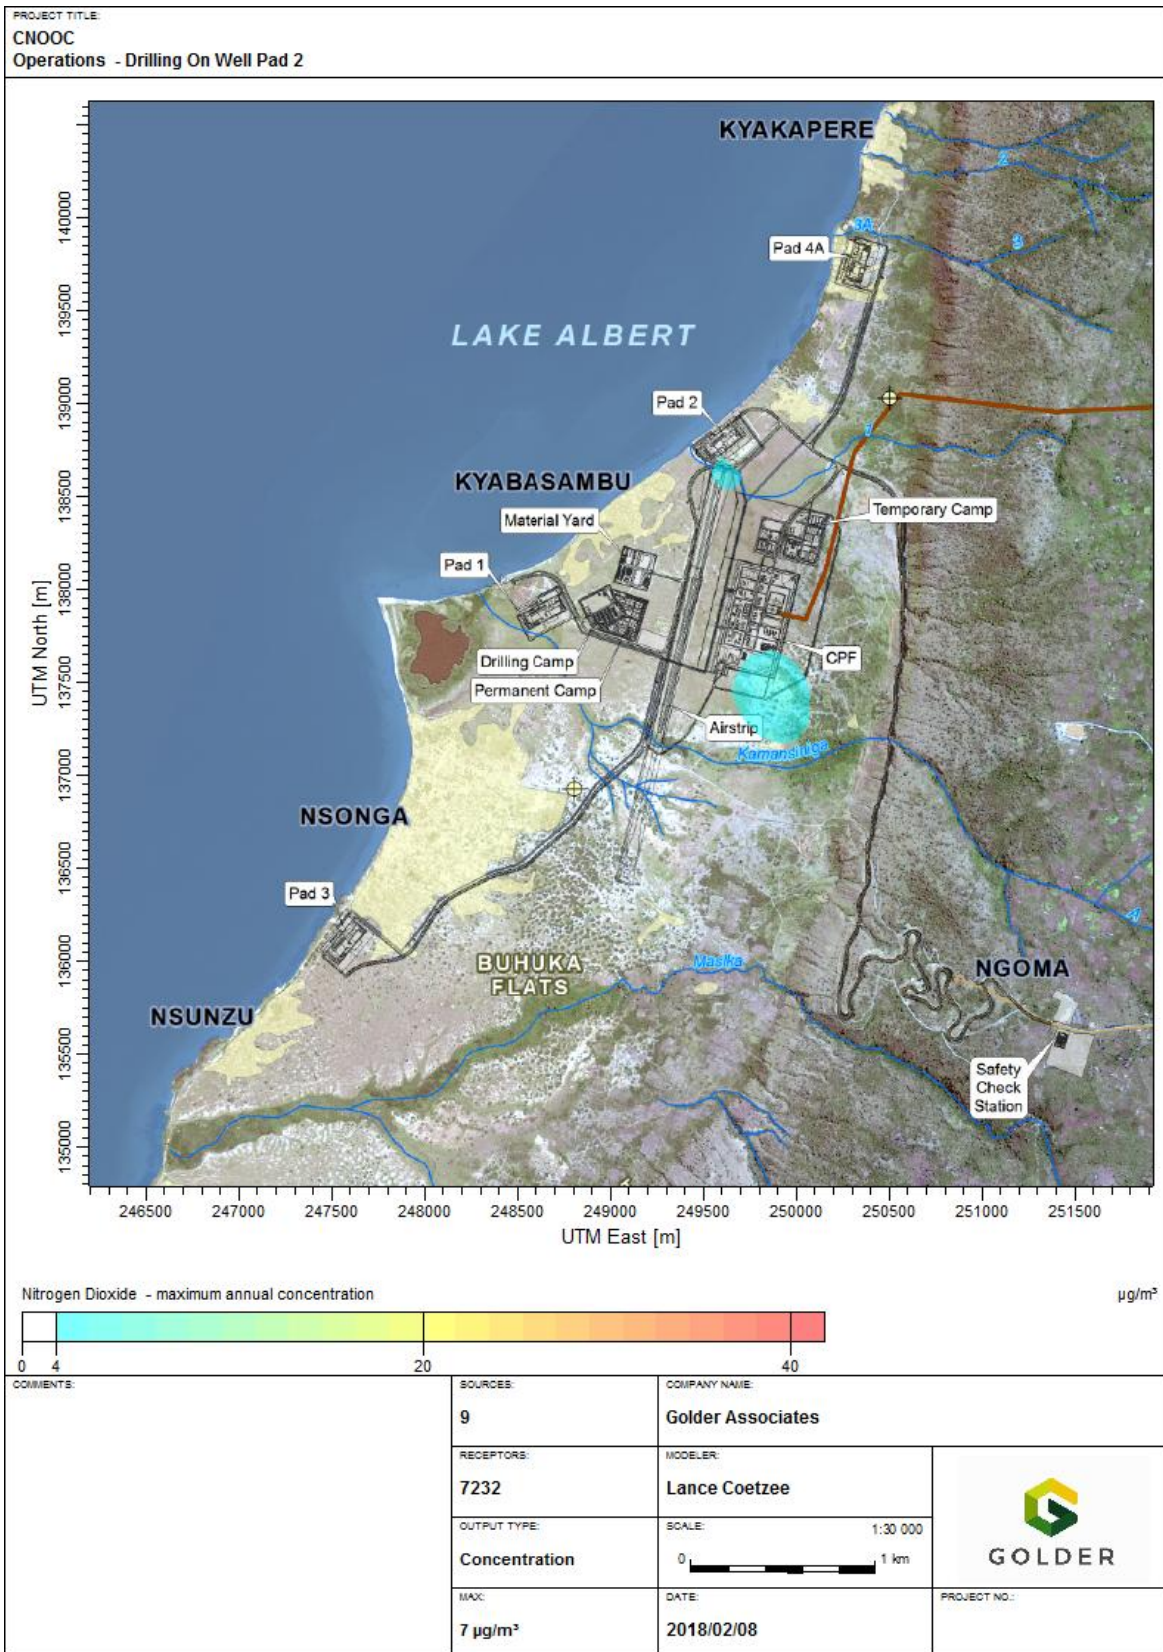 PROJECT TITLE:
CNOOC
Operations - Drilling On Well Pad 2
KYAKAPERE
2
3A
3
Pad 4A
LAKE ALBERT
Pad 2
1
KYABASAMBU
Temporary Camp
Material Yard
Pad 1
Drilling Camp
CPF
Permanent Camp
Airstrip
NSONGA
Pad 3
4
BUHUKA
FLATS
Masika
NGOMA
NSUNZU
Safety
Check
Station
UTM North [m]
140000
139500
139000
138500
138000
137500
137000
136500
136000
135500
135000
246500 247000 247500 248000 248500 249000 249500 250000 250500 251000 251500
UTM East [m]
Nitrogen Dioxide - maximum annual concentration
µg/m³
0 4 20 40
COMMENTS:
SOURCES:
9
COMPANY NAME:
Golder Associates
RECEPTORS:
7232
MODELER:
Lance Coetzee
OUTPUT TYPE:
Concentration
SCALE:
1:30 000
0 1 km
GOLDER
MAX:
7 µg/m³
DATE:
2018/02/08
PROJECT NO.: